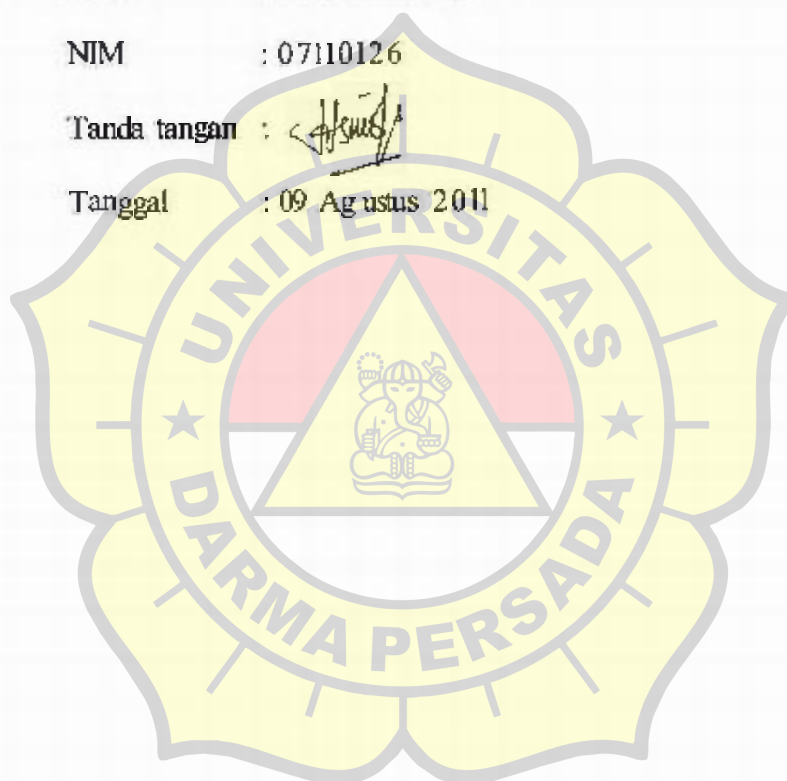 NIM : 07110126
Tanda tangan :
Tanggal : 09 Agustus 2011
UNIVERSITAS
DARMA PERSADA